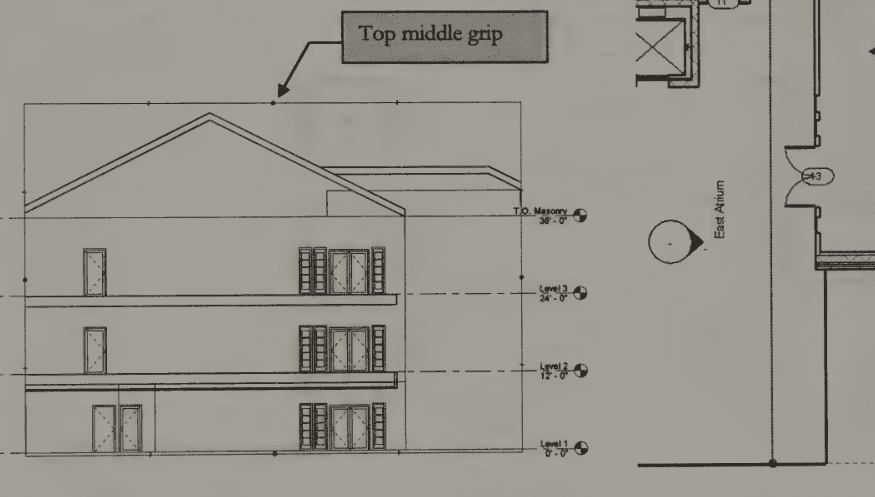 Top middle grip
T.O. Masonry
36' - 0"
Level 3
24' - 0"
Level 2
12' - 0"
Level 1
0' - 0"
East Atrium
43